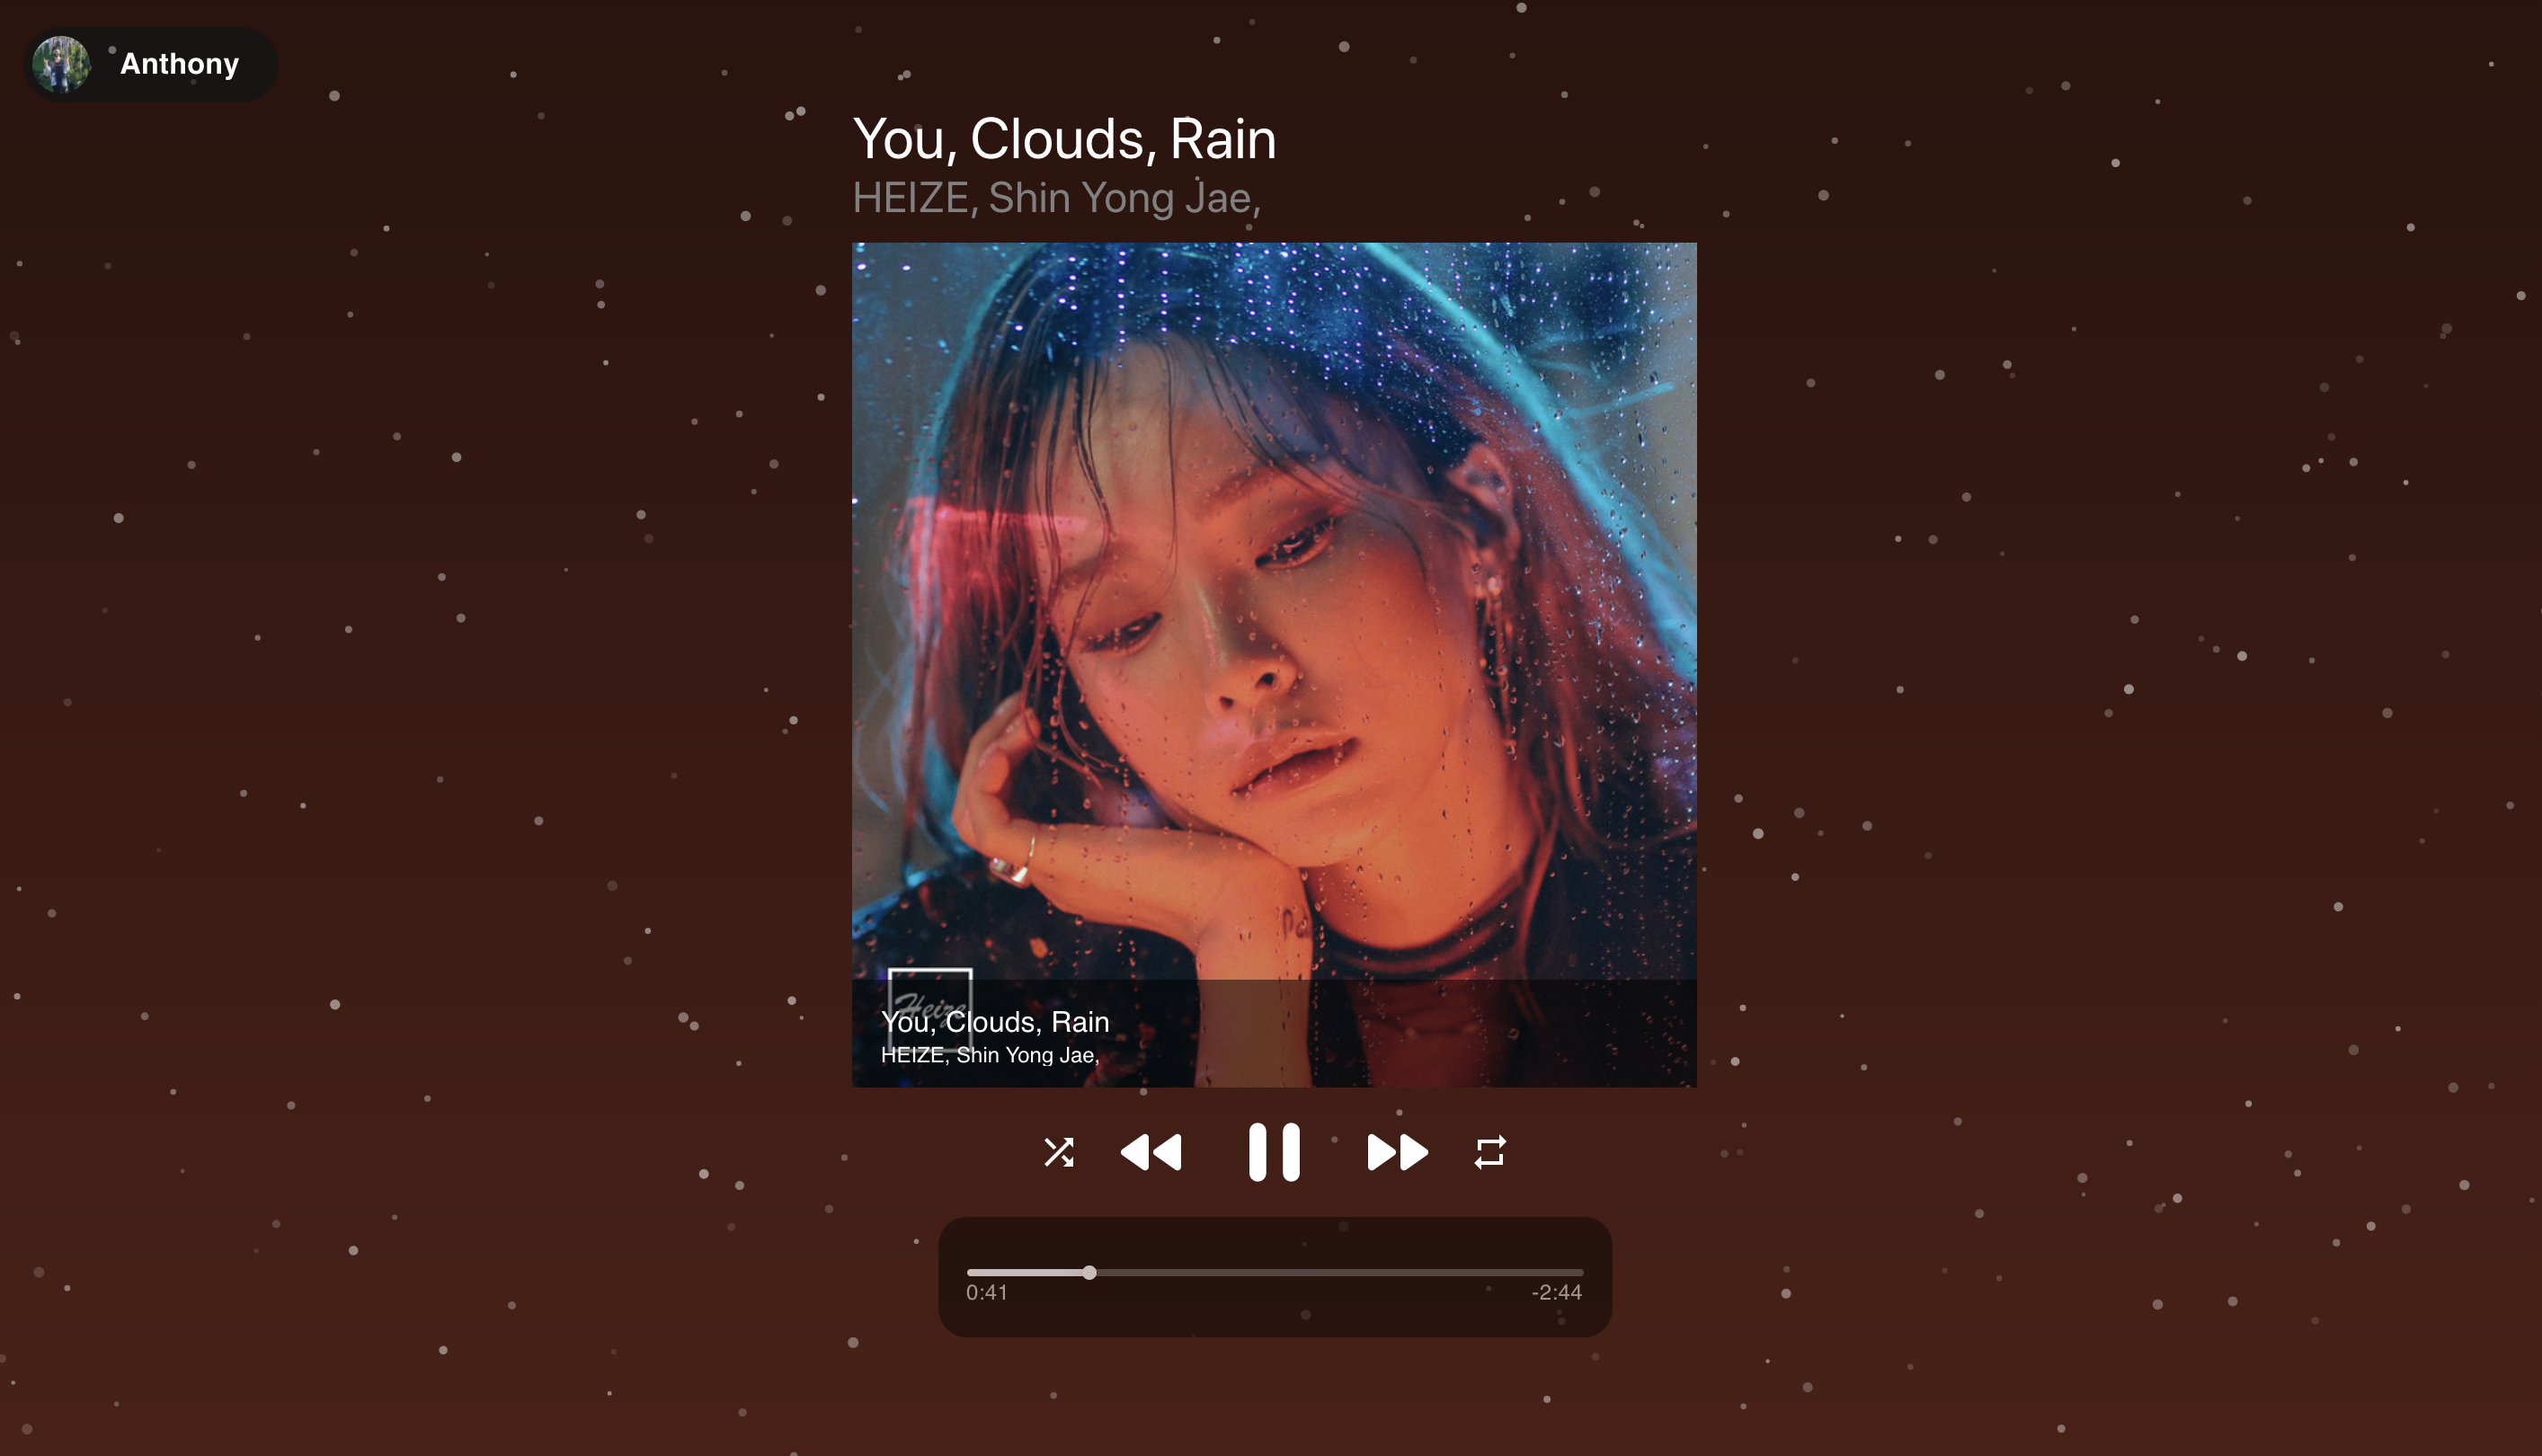 Anthony
You, Clouds, Rain
HEIZE, Shin Yong Jae,
Heize
You, Clouds, Rain
HEIZE, Shin Yong Jae,
0:41
-2:44